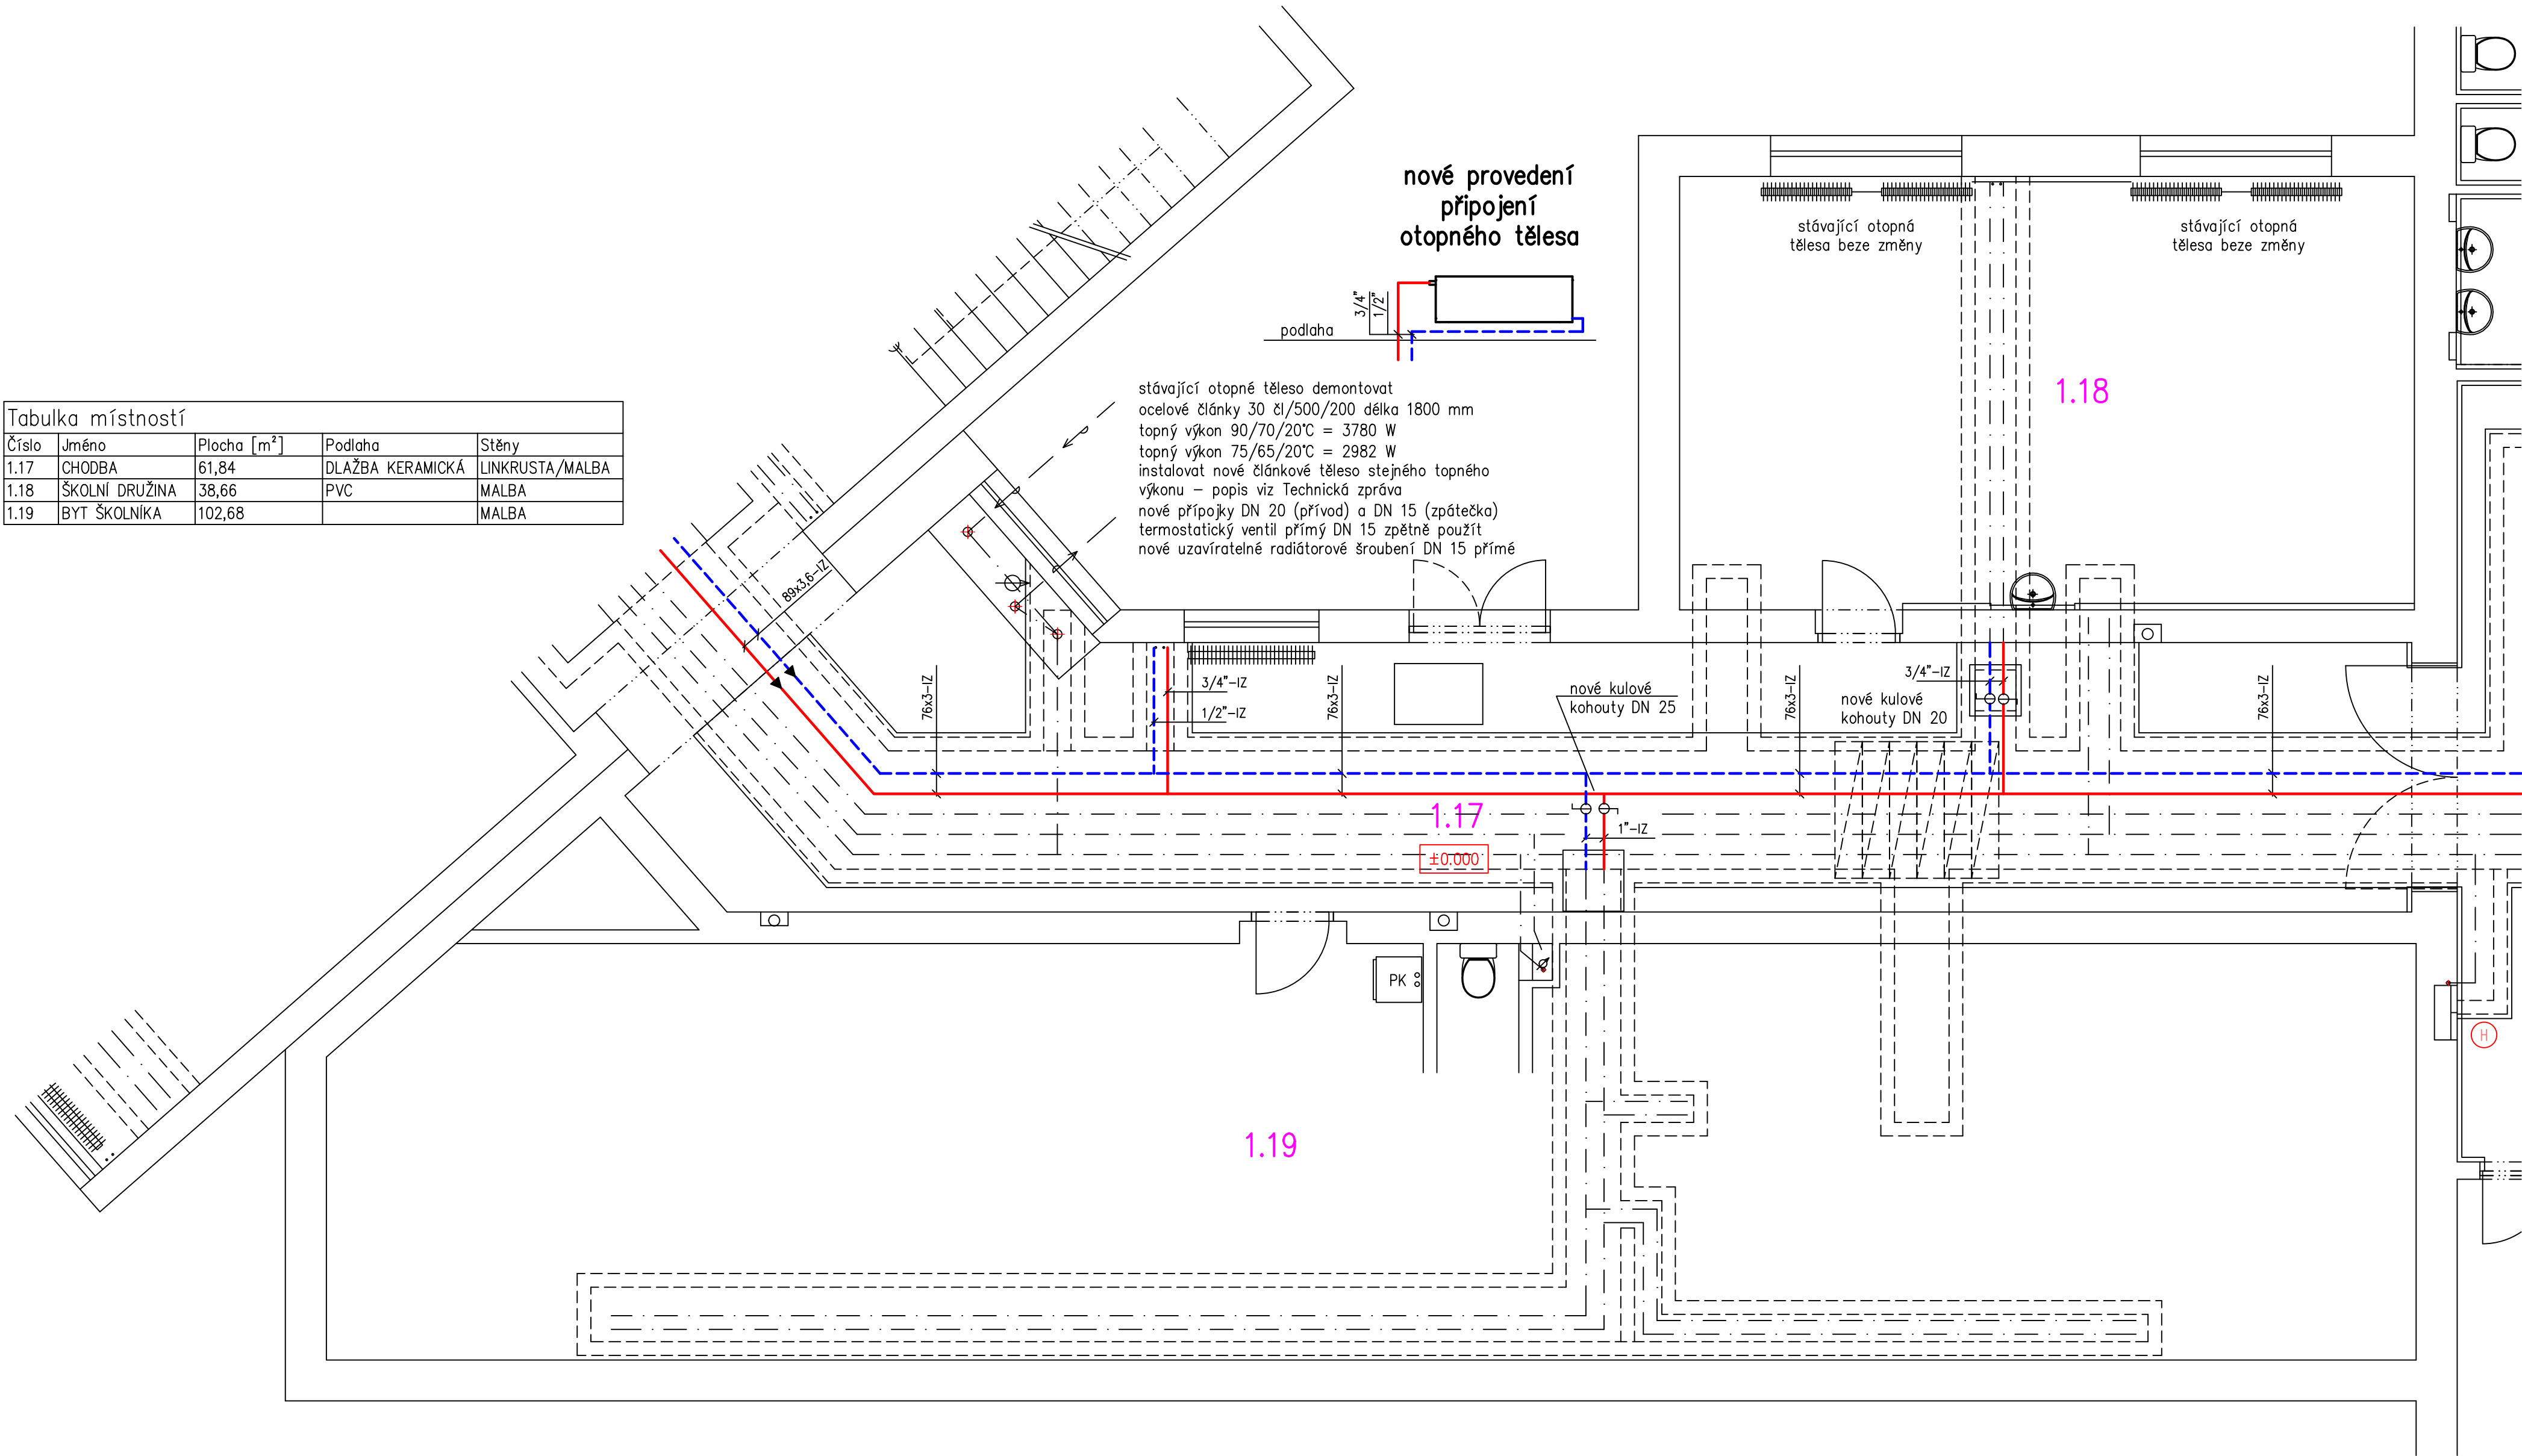 nové provedení
připojení
otopného tělesa
3/4"
1/2"
podlaha
stávající otopná
tělesa beze změny
stávající otopná
tělesa beze změny
1.18
stávající otopné těleso demontovat
ocelové články 30 čl/500/200 délka 1800 mm
topný výkon 90/70/20°C = 3780 W
topný výkon 75/65/20°C = 2982 W
instalovat nové článkové těleso stejného topného
výkonu – popis viz Technická zpráva
nové přípojky DN 20 (přívod) a DN 15 (zpátečka)
termostatický ventil přímý DN 15 zpětně použít
nové uzavíratelné radiátorové šroubení DN 15 přímé
Tabulka místností
Číslo Jméno Plocha [m²] Podlaha Stěny
1.17 CHODBA 61,84 DLAŽBA KERAMICKÁ LINKRUSTA/MALBA
1.18 ŠKOLNÍ DRUŽINA 38,66 PVC MALBA
1.19 BYT ŠKOLNÍKA 102,68 MALBA
89x3,6-IZ
76x3-IZ
3/4"-IZ
1/2"-IZ
76x3-IZ
nové kulové
kohouty DN 25
76x3-IZ
nové kulové
kohouty DN 20
3/4"-IZ
76x3-IZ
1.17
1"-IZ
±0.000
PK
H
1.19